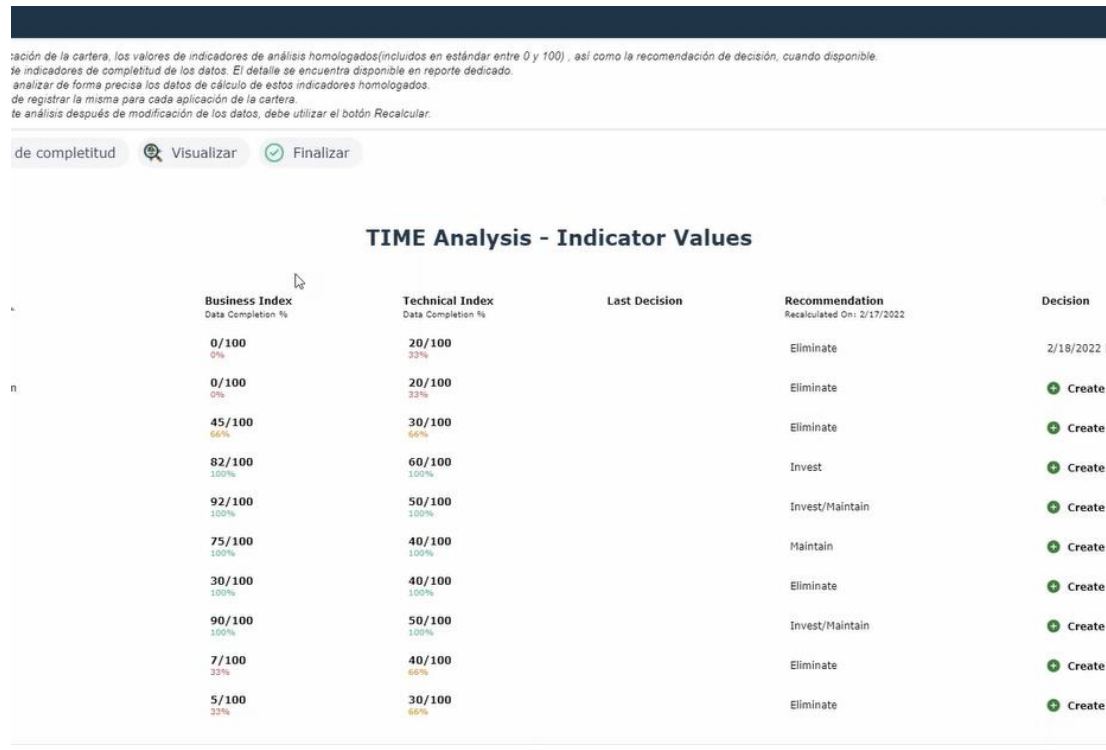 cación de la cartera, los valores de indicadores de análisis homologados(incluidos en estándar entre 0 y 100) , así como la recomendación de decisión, cuando disponible.
de indicadores de completitud de los datos. El detalle se encuentra disponible en reporte dedicado.
analizar de forma precisa los datos de cálculo de estos indicadores homologados.
de registrar la misma para cada aplicación de la cartera.
te análisis después de modificación de los datos, debe utilizar el botón Recalcular.
de completitud Visualizar Finalizar
TIME Analysis - Indicator Values
Business Index Technical Index Last Decision Recommendation Decision
Data Completion % Data Completion % Recalculated On: 2/17/2022
0/100 20/100 Eliminate 2/18/2022
0% 33%
n 0/100 20/100 Eliminate Create
0% 33%
45/100 30/100 Eliminate Create
66% 66%
82/100 60/100 Invest Create
100% 100%
92/100 50/100 Invest/Maintain Create
100% 100%
75/100 40/100 Maintain Create
100% 100%
30/100 40/100 Eliminate Create
100% 100%
90/100 50/100 Invest/Maintain Create
100% 100%
7/100 40/100 Eliminate Create
33% 66%
5/100 30/100 Eliminate Create
33% 66%